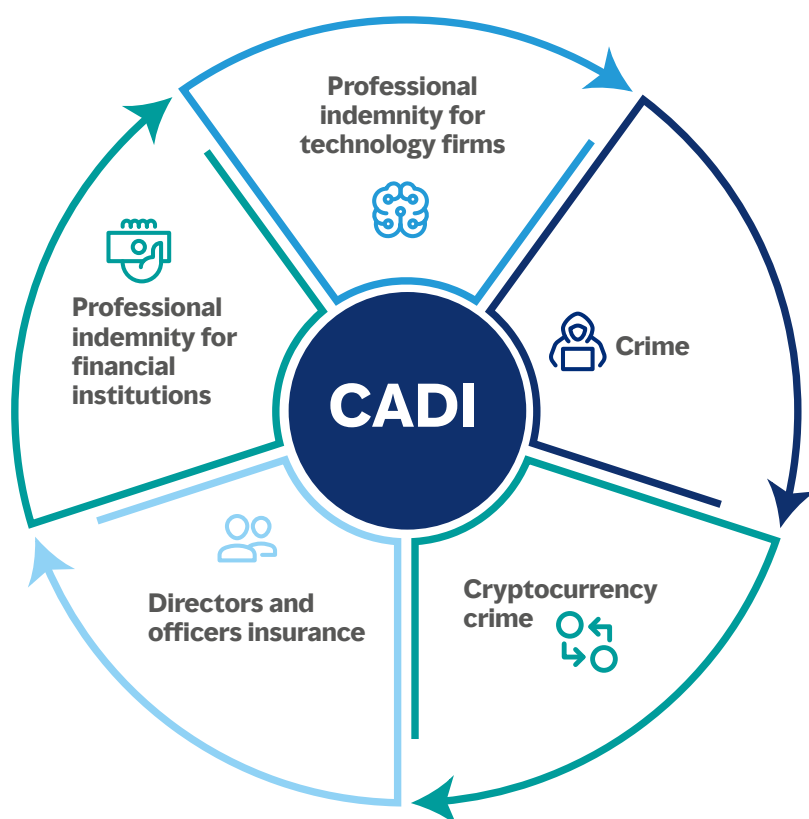 Professional
indemnity for
technology firms
Crime
Cryptocurrency
crime
Directors and
officers insurance
Professional
indemnity for
financial
institutions
CADI